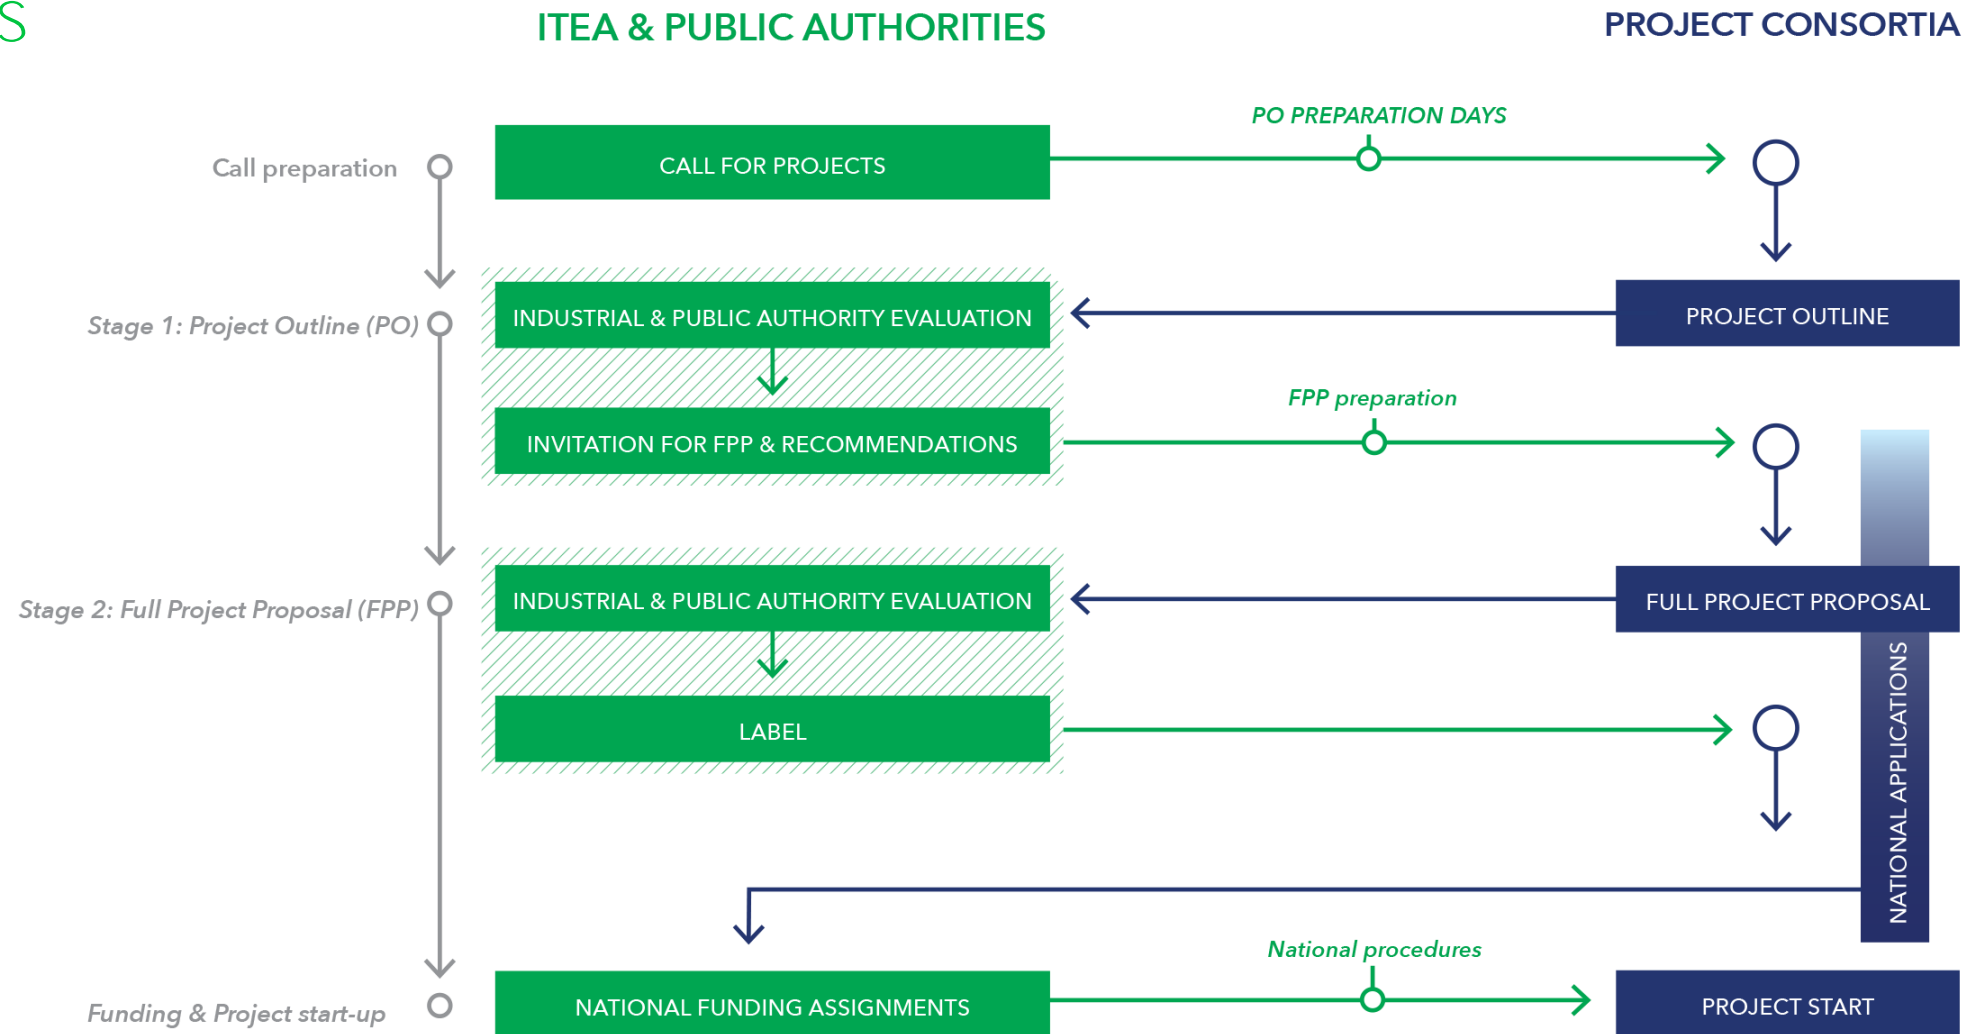 S
ITEA & PUBLIC AUTHORITIES
PROJECT CONSORTIA
PO PREPARATION DAYS
Call preparation
CALL FOR PROJECTS
Stage 1: Project Outline (PO)
INDUSTRIAL & PUBLIC AUTHORITY EVALUATION
PROJECT OUTLINE
FPP preparation
INVITATION FOR FPP & RECOMMENDATIONS
Stage 2: Full Project Proposal (FPP)
INDUSTRIAL & PUBLIC AUTHORITY EVALUATION
FULL PROJECT PROPOSAL
LABEL
NATIONAL APPLICATIONS
National procedures
Funding & Project start-up
NATIONAL FUNDING ASSIGNMENTS
PROJECT START